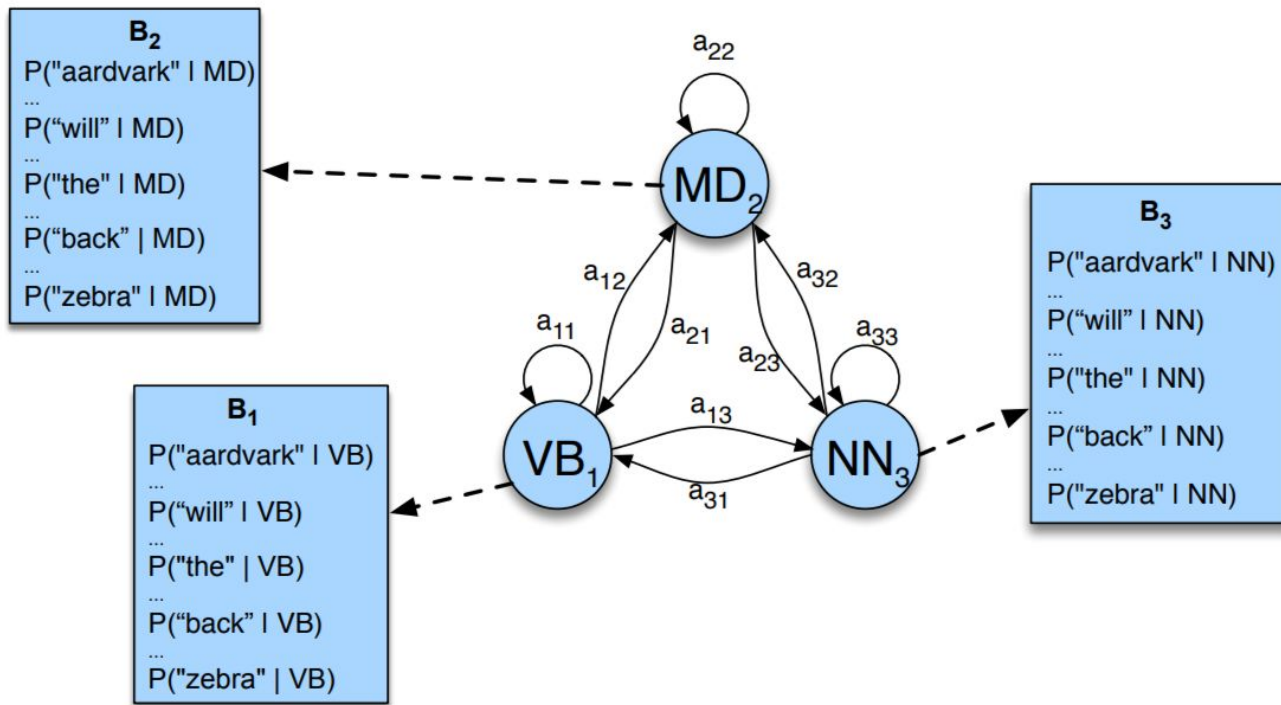 B2
P("aardvark" | MD)
...
P(“will” | MD)
...
P("the" | MD)
...
P(“back” | MD)
...
P("zebra" | MD)
a22
MD2
a12
a21
a32
a23
a11
a33
VB1
a13
a31
NN3
B1
P("aardvark" | VB)
...
P(“will” | VB)
...
P("the" | VB)
...
P(“back” | VB)
...
P("zebra" | VB)
B3
P("aardvark" | NN)
...
P(“will” | NN)
...
P("the" | NN)
...
P(“back” | NN)
...
P("zebra" | NN)